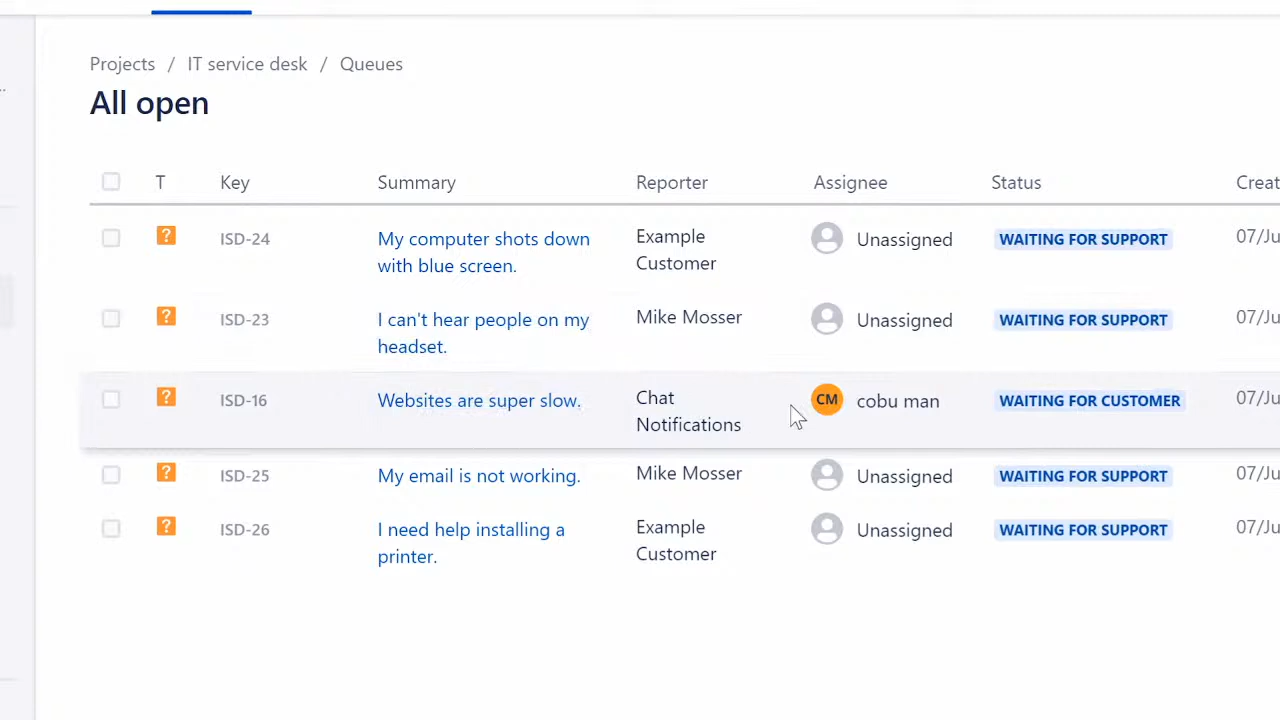 Projects / IT service desk / Queues
All open
T Key Summary Reporter Assignee Status Creat
? ISD-24 My computer shots down with blue screen. Example Customer Unassigned WAITING FOR SUPPORT 07/Ju
? ISD-23 I can't hear people on my headset. Mike Mosser Unassigned WAITING FOR SUPPORT 07/Ju
? ISD-16 Websites are super slow. Chat Notifications CM cobu man WAITING FOR CUSTOMER 07/Ju
? ISD-25 My email is not working. Mike Mosser Unassigned WAITING FOR SUPPORT 07/Ju
? ISD-26 I need help installing a printer. Example Customer Unassigned WAITING FOR SUPPORT 07/Ju